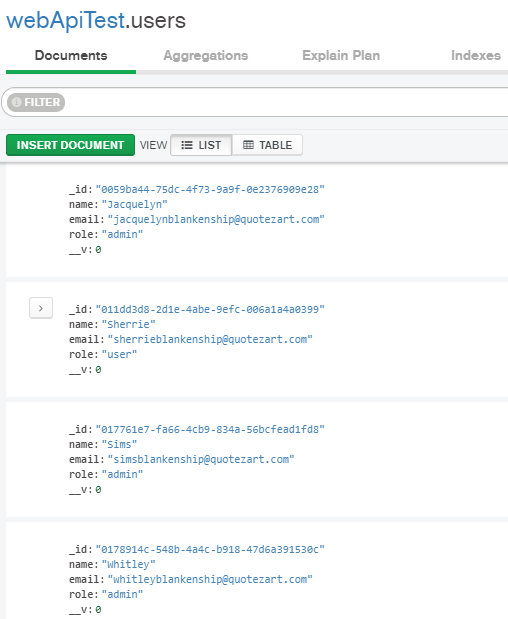 webApiTest.users
Documents Aggregations Explain Plan Indexes
FILTER
INSERT DOCUMENT VIEW LIST TABLE
_id:"0059ba44-75dc-4f73-9a9f-0e2376909e28"
name:"Jacquelyn"
email:"jacquelynblankenship@quotezart.com"
role:"admin"
__v:0
_id:"011dd3d8-2d1e-4abe-9efc-006a1a4a0399"
name:"Sherrie"
email:"sherrieblankenship@quotezart.com"
role:"user"
__v:0
_id:"017761e7-fa66-4cb9-834a-56bcfead1fd8"
name:"Sims"
email:"simsblankenship@quotezart.com"
role:"admin"
__v:0
_id:"0178914c-548b-4a4c-b918-47d6a391530c"
name:"Whitley"
email:"whitleyblankenship@quotezart.com"
role:"admin"
__v:0